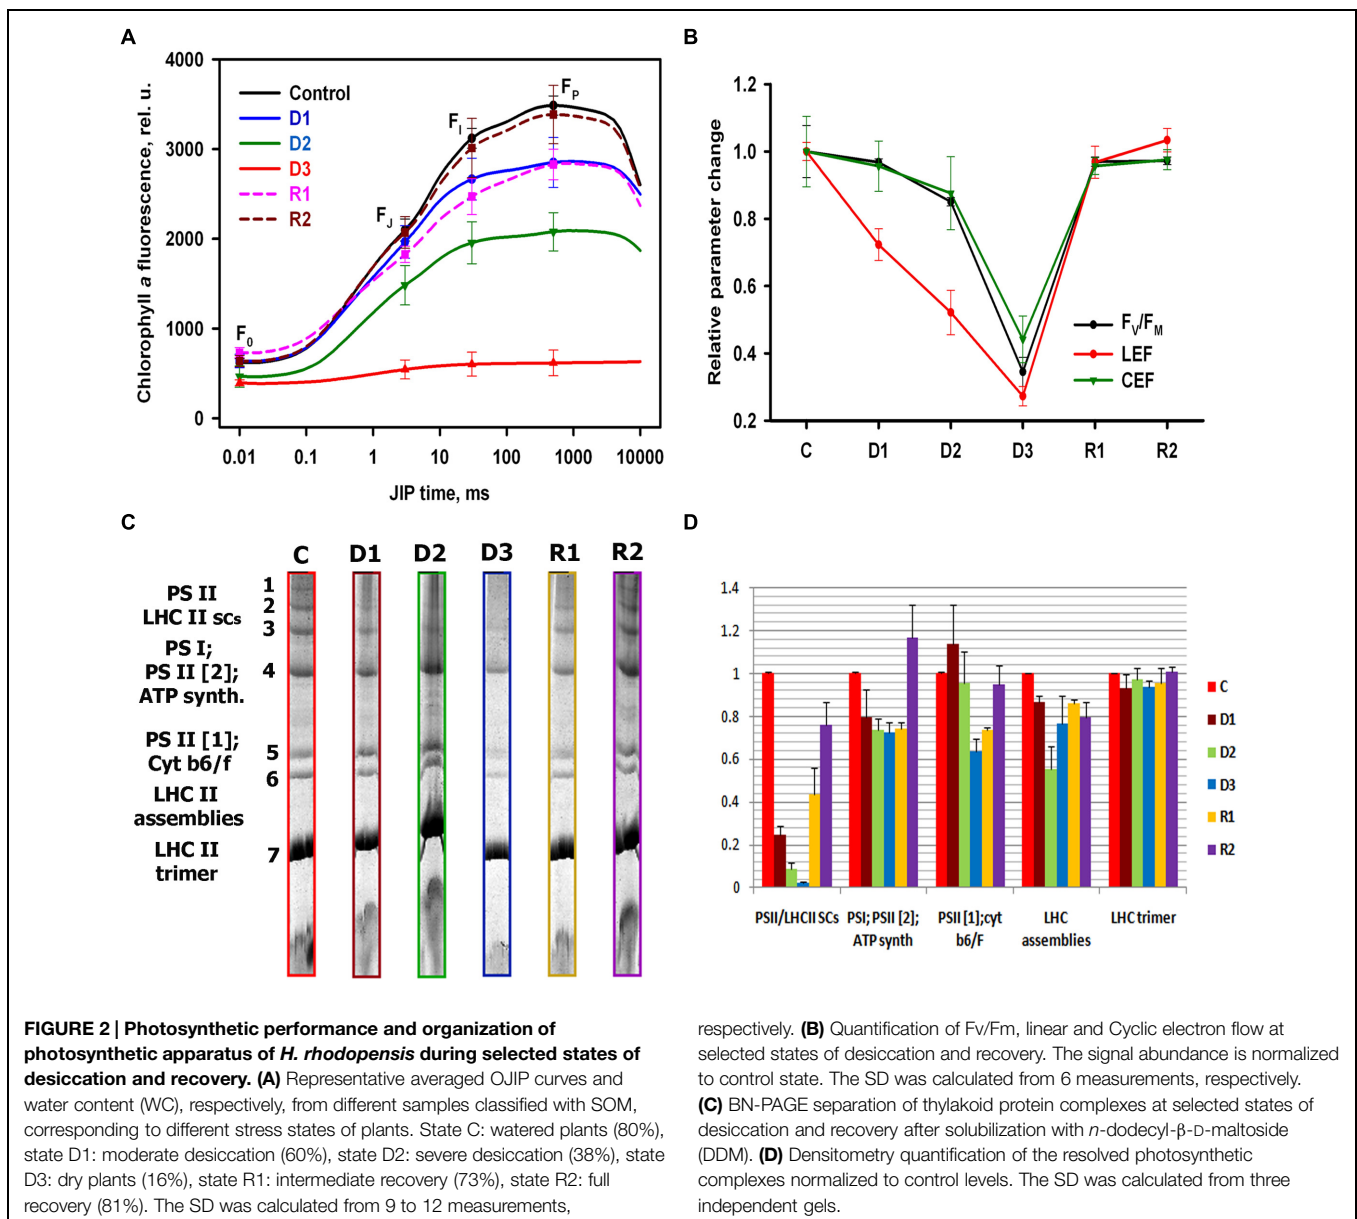 A
4000
3000
2000
1000
0
Chlorophyll a fluorescence, rel. u.
Control
D1
D2
D3
R1
R2
F0
FJ
FI
FP
0.01 0.1 1 10 100 1000 10000
JIP time, ms
B
1.2
1.0
0.8
0.6
0.4
0.2
Relative parameter change
FV/FM
LEF
CEF
C D1 D2 D3 R1 R2
C
C D1 D2 D3 R1 R2
PS II
LHC II SCs
PS I;
PS II [2];
ATP synth.
PS II [1];
Cyt b6/f
LHC II
assemblies
LHC II
trimer
1
2
3
4
5
6
7
D
1.4
1.2
1
0.8
0.6
0.4
0.2
0
PSII/LHCII SCs
PSI; PSII [2];
ATP synth
PSII [1];cyt
b6/F
LHC
assemblies
LHC trimer
C
D1
D2
D3
R1
R2
FIGURE 2 | Photosynthetic performance and organization of
photosynthetic apparatus of H. rhodopensis during selected states of
desiccation and recovery. (A) Representative averaged OJIP curves and
water content (WC), respectively, from different samples classified with SOM,
corresponding to different stress states of plants. State C: watered plants (80%),
state D1: moderate desiccation (60%), state D2: severe desiccation (38%), state
D3: dry plants (16%), state R1: intermediate recovery (73%), state R2: full
recovery (81%). The SD was calculated from 9 to 12 measurements,
respectively. (B) Quantification of Fv/Fm, linear and Cyclic electron flow at
selected states of desiccation and recovery. The signal abundance is normalized
to control state. The SD was calculated from 6 measurements, respectively.
(C) BN-PAGE separation of thylakoid protein complexes at selected states of
desiccation and recovery after solubilization with n-dodecyl-β-D-maltoside
(DDM). (D) Densitometry quantification of the resolved photosynthetic
complexes normalized to control levels. The SD was calculated from three
independent gels.